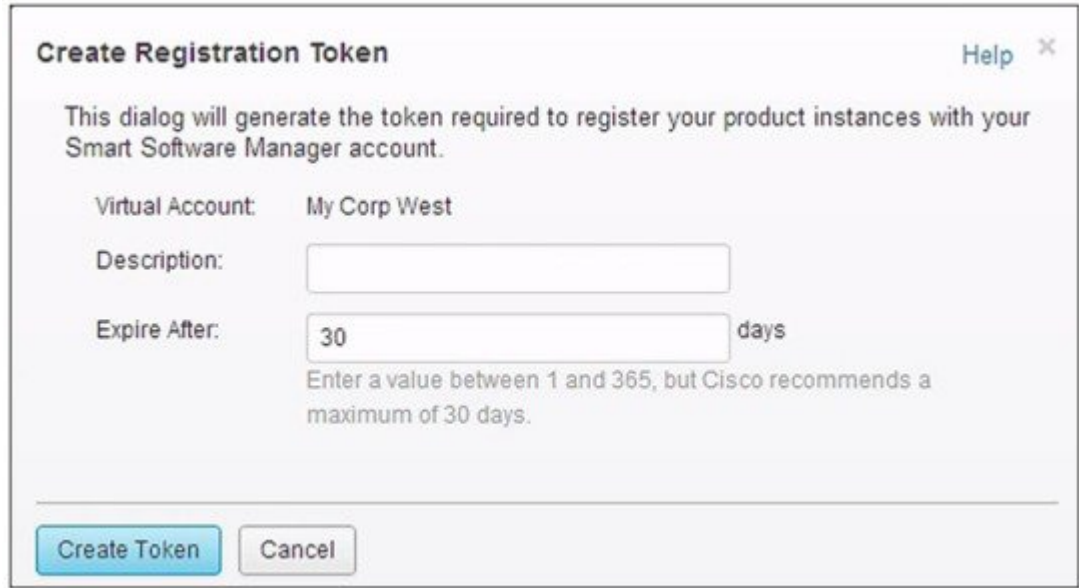 Create Registration Token
Help ×
This dialog will generate the token required to register your product instances with your
Smart Software Manager account.
Virtual Account: My Corp West
Description:
Expire After: 30 days
Enter a value between 1 and 365, but Cisco recommends a
maximum of 30 days.
Create Token Cancel